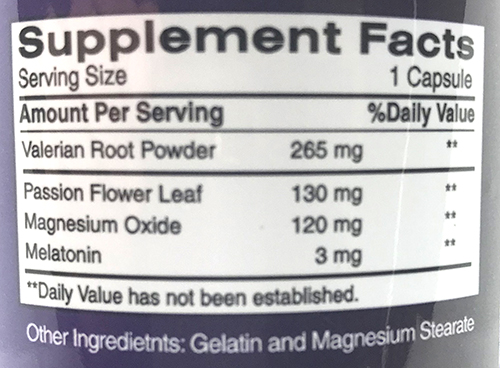 Supplement Facts
Serving Size 1 Capsule
Amount Per Serving %Daily Value
Valerian Root Powder 265 mg **
Passion Flower Leaf 130 mg **
Magnesium Oxide 120 mg **
Melatonin 3 mg **
**Daily Value has not been established.
Other Ingredietnts: Gelatin and Magnesium Stearate